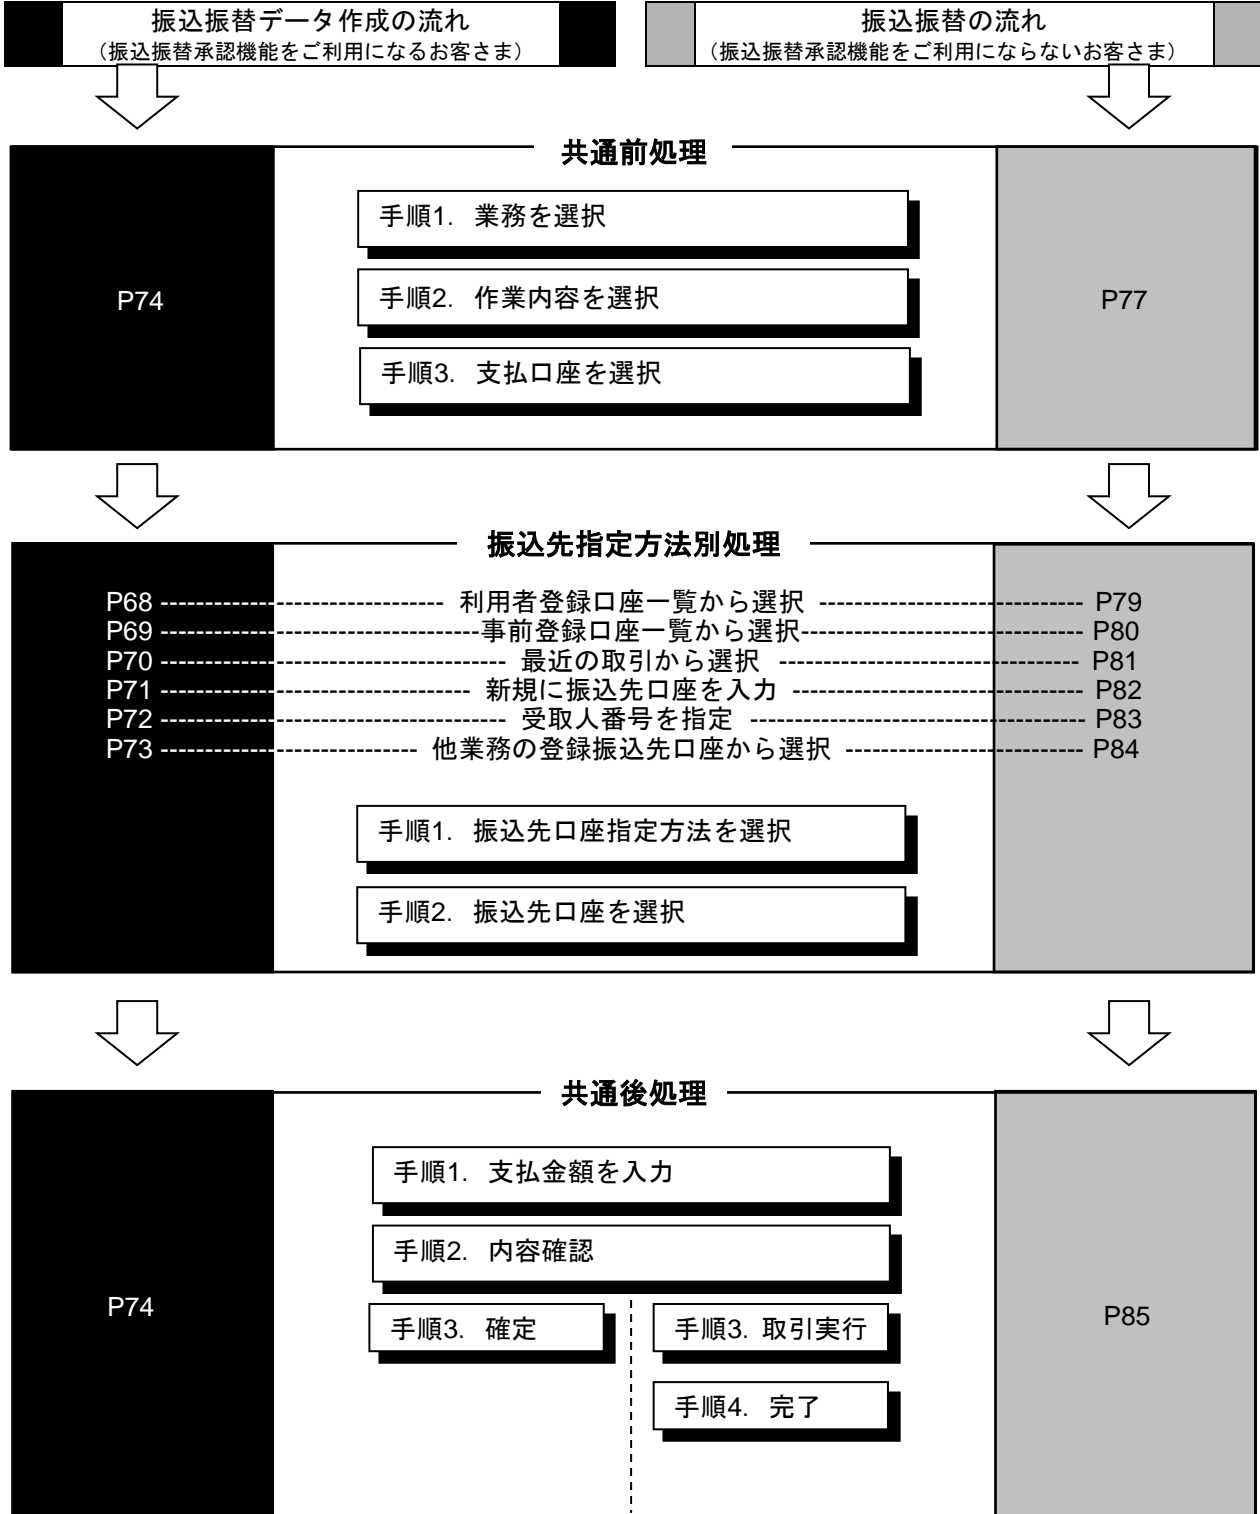 振込振替データ作成の流れ
（振込振替承認機能をご利用になるお客さま）
振込振替の流れ
（振込振替承認機能をご利用にならないお客さま）
共通前処理
P74
手順1. 業務を選択
手順2. 作業内容を選択
手順3. 支払口座を選択
P77
振込先指定方法別処理
P68 利用者登録口座一覧から選択 P79
P69 事前登録口座一覧から選択 P80
P70 最近の取引から選択 P81
P71 新規に振込先口座を入力 P82
P72 受取人番号を指定 P83
P73 他業務の登録振込先口座から選択 P84
手順1. 振込先口座指定方法を選択
手順2. 振込先口座を選択
共通後処理
P74
手順1. 支払金額を入力
手順2. 内容確認
手順3. 確定
手順3. 取引実行
手順4. 完了
P85